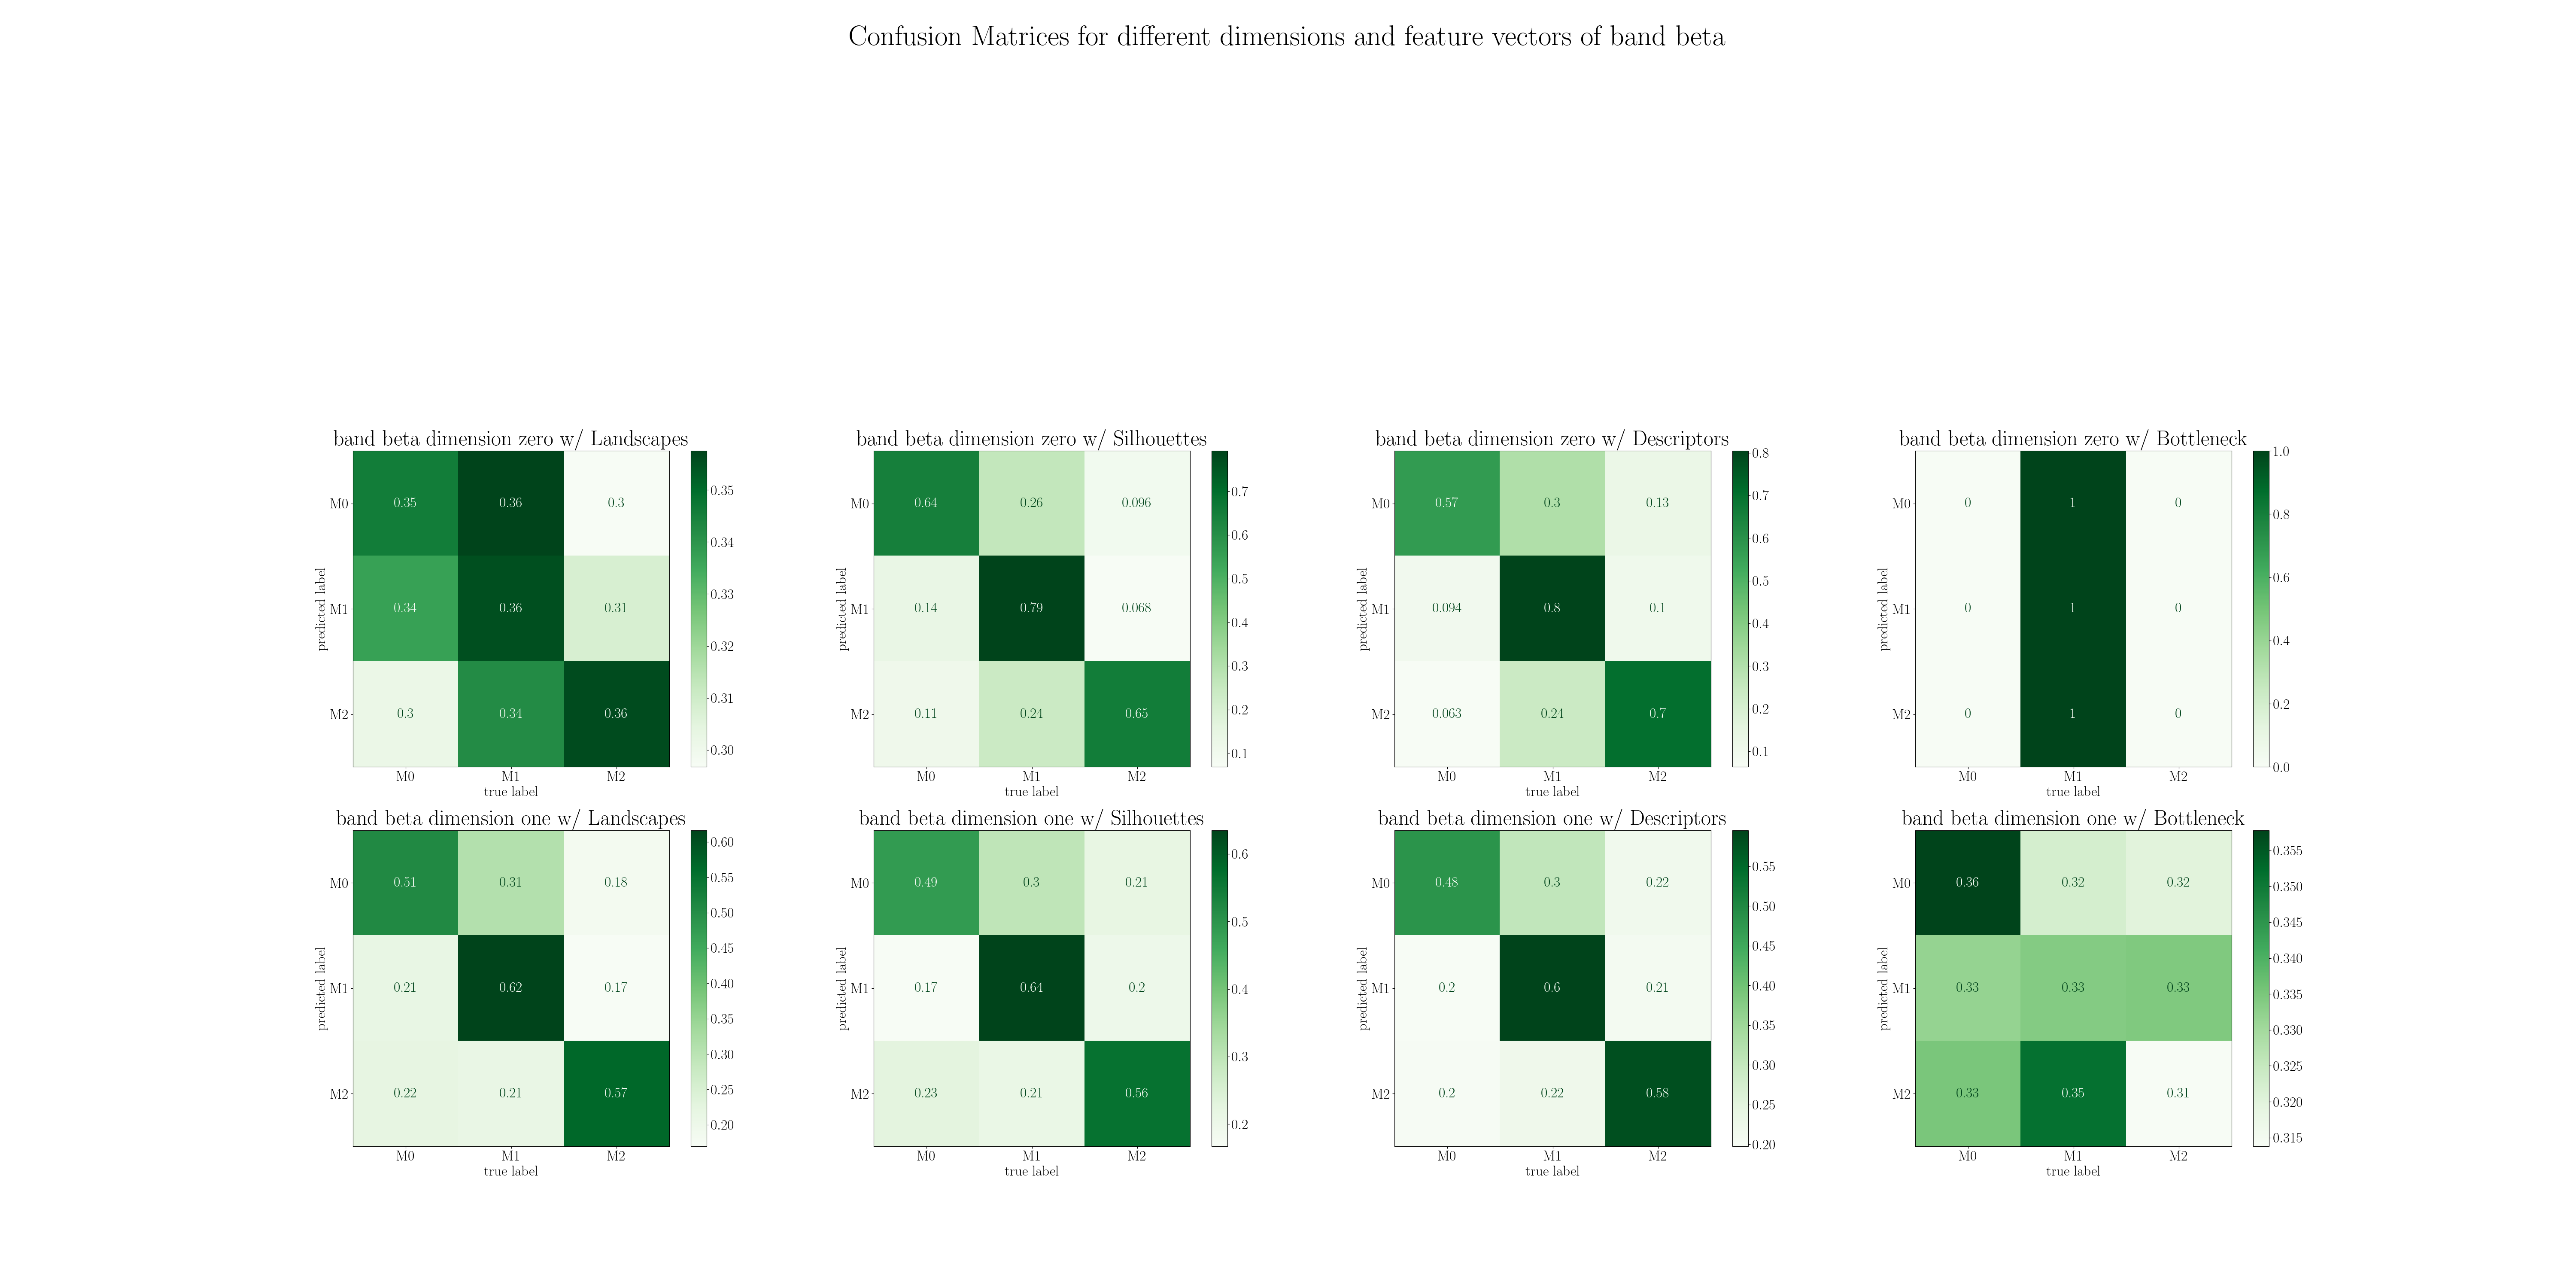 Confusion Matrices for different dimensions and feature vectors of band beta
band beta dimension zero w/ Landscapes
predicted label
M0 0.35 0.36 0.3
M1 0.34 0.36 0.31
M2 0.3 0.34 0.36
M0 M1 M2
true label
0.35
0.34
0.33
0.32
0.31
0.30
band beta dimension zero w/ Silhouettes
predicted label
M0 0.64 0.26 0.096
M1 0.14 0.79 0.068
M2 0.11 0.24 0.65
M0 M1 M2
true label
0.7
0.6
0.5
0.4
0.3
0.2
0.1
band beta dimension zero w/ Descriptors
predicted label
M0 0.57 0.3 0.13
M1 0.094 0.8 0.1
M2 0.063 0.24 0.7
M0 M1 M2
true label
0.8
0.7
0.6
0.5
0.4
0.3
0.2
0.1
band beta dimension zero w/ Bottleneck
predicted label
M0 0 1 0
M1 0 1 0
M2 0 1 0
M0 M1 M2
true label
1.0
0.8
0.6
0.4
0.2
0.0
band beta dimension one w/ Landscapes
predicted label
M0 0.51 0.31 0.18
M1 0.21 0.62 0.17
M2 0.22 0.21 0.57
M0 M1 M2
true label
0.60
0.55
0.50
0.45
0.40
0.35
0.30
0.25
0.20
band beta dimension one w/ Silhouettes
predicted label
M0 0.49 0.3 0.21
M1 0.17 0.64 0.2
M2 0.23 0.21 0.56
M0 M1 M2
true label
0.6
0.5
0.4
0.3
0.2
band beta dimension one w/ Descriptors
predicted label
M0 0.48 0.3 0.22
M1 0.2 0.6 0.21
M2 0.2 0.22 0.58
M0 M1 M2
true label
0.55
0.50
0.45
0.40
0.35
0.30
0.25
0.20
band beta dimension one w/ Bottleneck
predicted label
M0 0.36 0.32 0.32
M1 0.33 0.33 0.33
M2 0.33 0.35 0.31
M0 M1 M2
true label
0.355
0.350
0.345
0.340
0.335
0.330
0.325
0.320
0.315